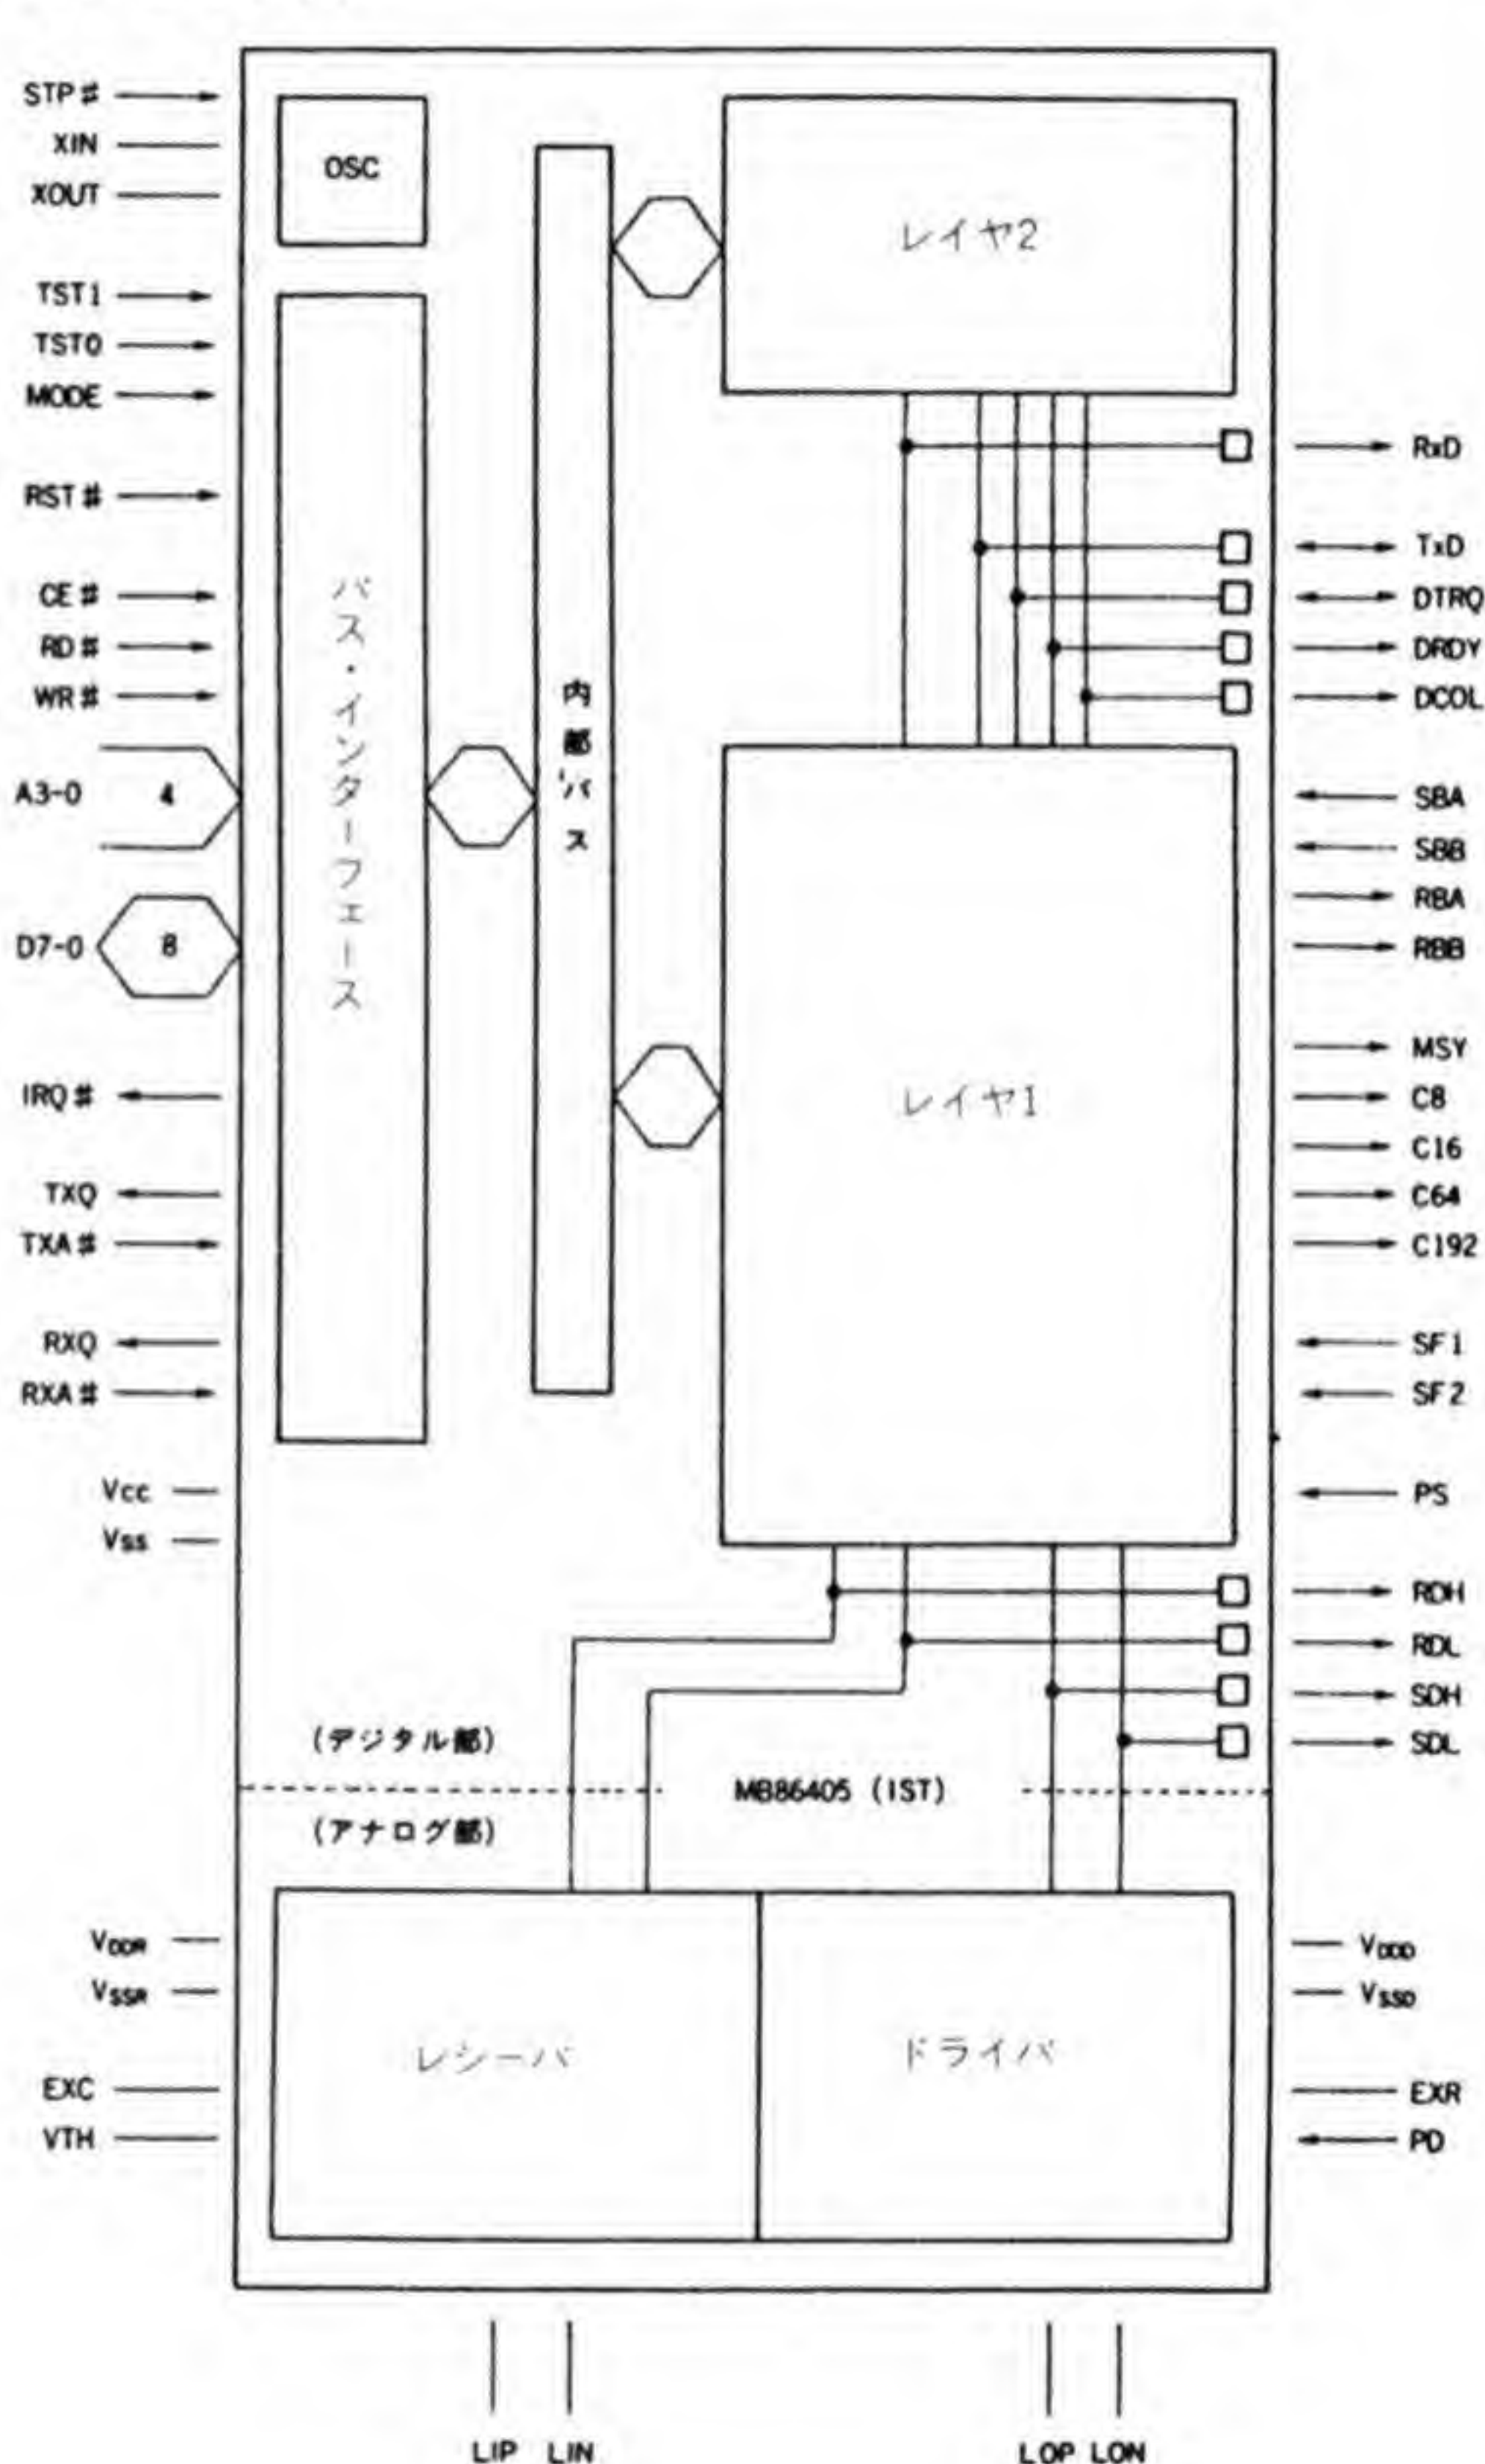 STP#
XIN
XOUT
TST1
TST0
MODE
RST#
CE#
RD#
WR#
A3-0
4
D7-0
8
IRQ#
TXQ
TXA#
RXQ
RXA#
Vcc
Vss
VDDR
VSSR
EXC
VTH
OSC
バス・インターフェース
内部バス
レイヤ2
レイヤ1
(デジタル部)
MB86405 (IST)
(アナログ部)
レシーバ
ドライバ
RxD
TxD
DTRQ
DRDY
DCOL
SBA
SBB
RBA
RBB
MSY
C8
C16
C64
C192
SF1
SF2
PS
RDH
RDL
SDH
SDL
VDDD
VSSD
EXR
PD
LIP LIN
LOP LON